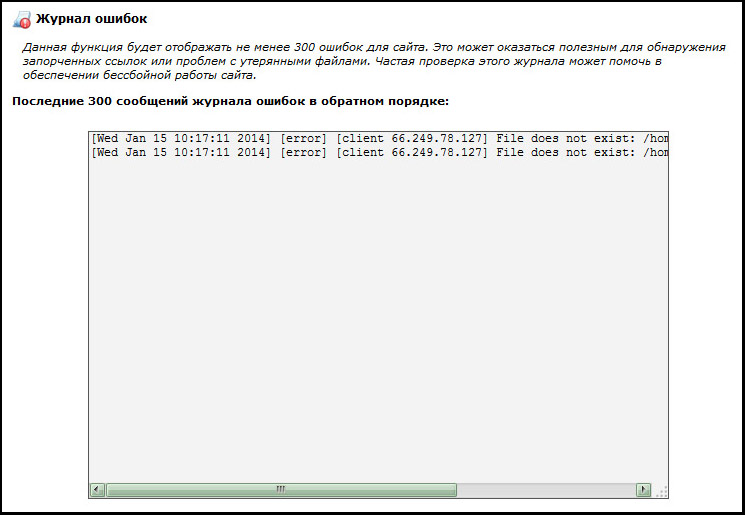 Журнал ошибок
Данная функция будет отображать не менее 300 ошибок для сайта. Это может оказаться полезным для обнаружения
запорченных ссылок или проблем с утерянными файлами. Частая проверка этого журнала может помочь в
обеспечении бессбойной работы сайта.
Последние 300 сообщений журнала ошибок в обратном порядке:
[Wed Jan 15 10:17:11 2014] [error] [client 66.249.78.127] File does not exist: /hom
[Wed Jan 15 10:17:11 2014] [error] [client 66.249.78.127] File does not exist: /hom